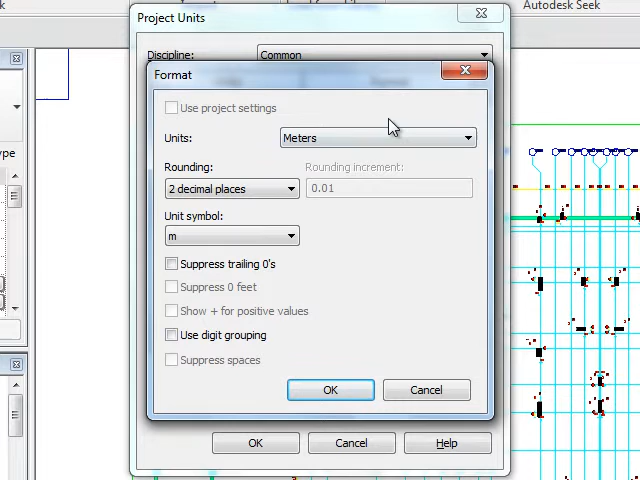 Autodesk Seek
Project Units
Discipline:
Common
Format
Use project settings
Units:
Meters
Rounding:
Rounding increment:
2 decimal places
0.01
Unit symbol:
m
Suppress trailing 0's
Suppress 0 feet
Show + for positive values
Use digit grouping
Suppress spaces
OK
Cancel
OK
Cancel
Help